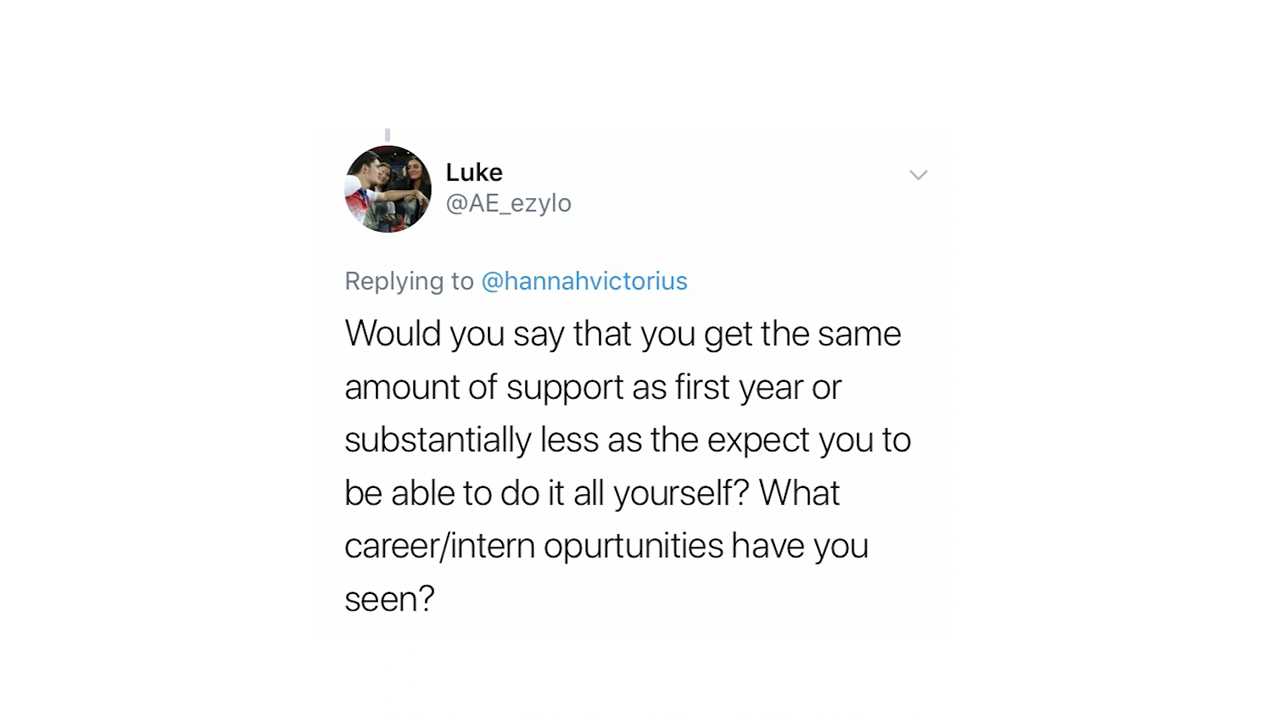 Luke
@AE_ezylo
Replying to @hannahvictorius
Would you say that you get the same
amount of support as first year or
substantially less as the expect you to
be able to do it all yourself? What
career/intern opurtunities have you
seen?